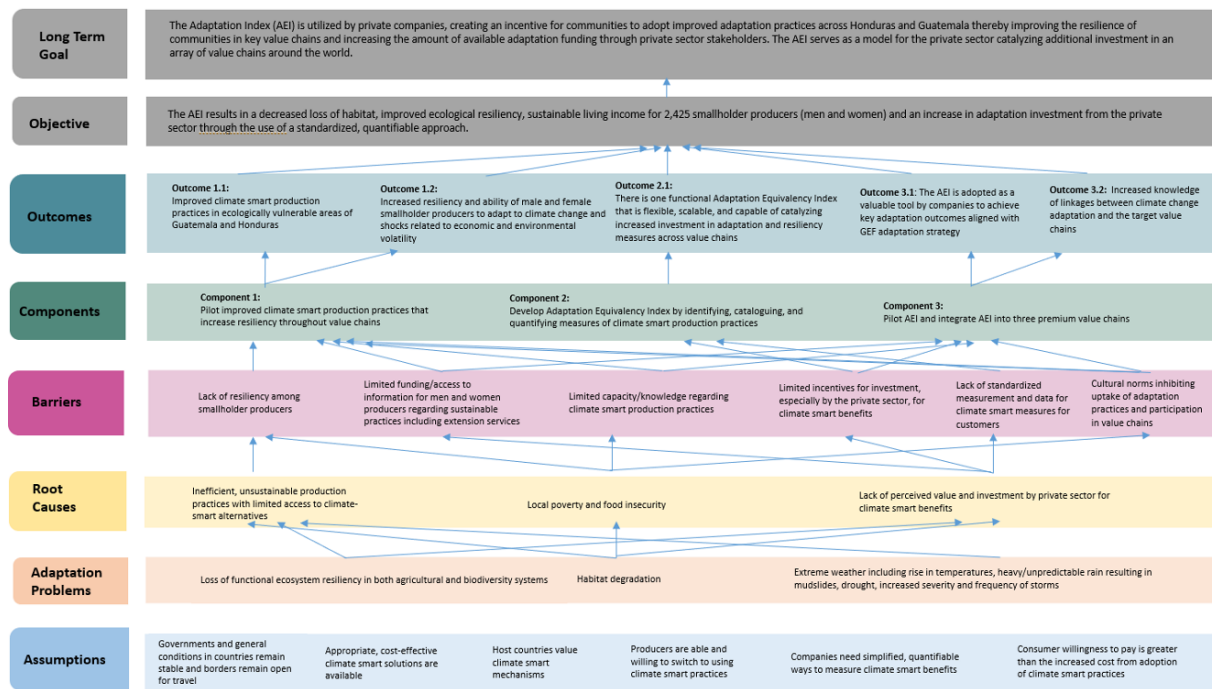 Long Term
Goal
The Adaptation Index (AEI) is utilized by private companies, creating an incentive for communities to adopt improved adaptation practices across Honduras and Guatemala thereby improving the resilience of
communities in key value chains and increasing the amount of available adaptation funding through private sector stakeholders. The AEI serves as a model for the private sector catalyzing additional investment in an
array of value chains around the world.
Objective
The AEI results in a decreased loss of habitat, improved ecological resiliency, sustainable living income for 2,425 smallholder producers (men and women) and an increase in adaptation investment from the private
sector through the use of a standardized, quantifiable approach.
Outcomes
Outcome 1.1:
Improved climate smart production
practices in ecologically vulnerable areas of
Guatemala and Honduras
Outcome 1.2:
Increased resiliency and ability of male and female
smallholder producers to adapt to climate change and
shocks related to economic and environmental
volatility
Outcome 2.1:
There is one functional Adaptation Equivalency Index
that is flexible, scalable, and capable of catalyzing
increased investment in adaptation and resiliency
measures across value chains
Outcome 3.1: The AEI is adopted as a
valuable tool by companies to achieve
key adaptation outcomes aligned with
GEF adaptation strategy
Outcome 3.2: Increased knowledge
of linkages between climate change
adaptation and the target value
chains
Components
Component 1:
Pilot improved climate smart production practices that
increase resiliency throughout value chains
Component 2:
Develop Adaptation Equivalency Index by identifying, cataloguing, and
quantifying measures of climate smart production practices
Component 3:
Pilot AEI and integrate AEI into three premium value chains
Barriers
Lack of resiliency among
smallholder producers
Limited funding/access to
information for men and women
producers regarding sustainable
practices including extension services
Limited capacity/knowledge regarding
climate smart production practices
Limited incentives for investment,
especially by the private sector, for
climate smart benefits
Lack of standardized
measurement and data for
climate smart measures for
customers
Cultural norms inhibiting
uptake of adaptation
practices and participation
in value chains
Root
Causes
Inefficient, unsustainable production
practices with limited access to climate-
smart alternatives
Local poverty and food insecurity
Lack of perceived value and investment by private sector for
climate smart benefits
Adaptation
Problems
Loss of functional ecosystem resiliency in both agricultural and biodiversity systems
Habitat degradation
Extreme weather including rise in temperatures, heavy/unpredictable rain resulting in
mudslides, drought, increased severity and frequency of storms
Assumptions
Governments and general
conditions in countries remain
stable and borders remain open
for travel
Appropriate, cost-effective
climate smart solutions are
available
Host countries value
climate smart
mechanisms
Producers are able and
willing to switch to using
climate smart practices
Companies need simplified, quantifiable
ways to measure climate smart benefits
Consumer willingness to pay is greater
than the increased cost from adoption
of climate smart practices